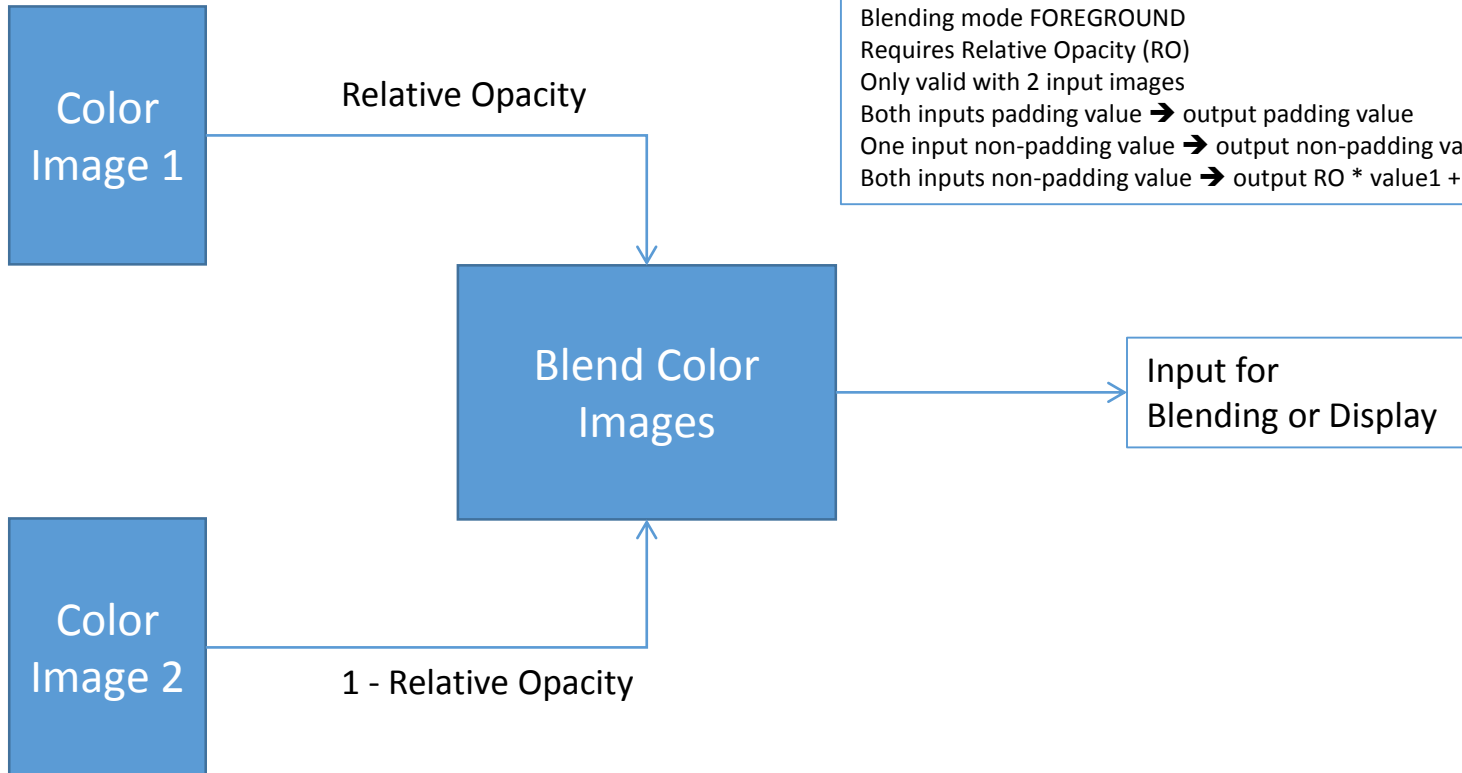 Color
Image 1
Relative Opacity
Blending mode FOREGROUND
Requires Relative Opacity (RO)
Only valid with 2 input images
Both inputs padding value ➔ output padding value
One input non-padding value ➔ output non-padding
Both inputs non-padding value ➔ output RO * value1 +
Blend Color
Images
Input for
Blending or Display
Color
Image 2
1 - Relative Opacity